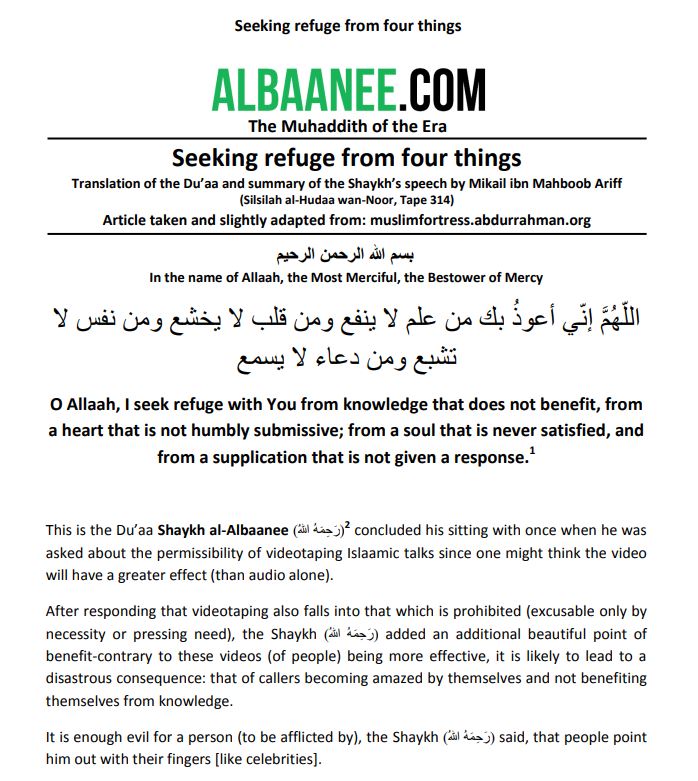 Seeking refuge from four things
ALBAANEE.COM
The Muhaddith of the Era
Seeking refuge from four things
Translation of the Du’aa and summary of the Shaykh’s speech by Mikail ibn Mahboob Ariff
(Silsilah al-Hudaa wan-Noor, Tape 314)
Article taken and slightly adapted from: muslimfortress.abdurrahman.org
بسم الله الرحمن الرحيم
In the name of Allaah, the Most Merciful, the Bestower of Mercy
اللّهُمَّ إنّي أعوذُ بك من علم لا ينفع ومن قلب لا يخشع ومن نفس لا
تشبع ومن دعاء لا يسمع
O Allaah, I seek refuge with You from knowledge that does not benefit, from
a heart that is not humbly submissive; from a soul that is never satisfied, and
from a supplication that is not given a response.¹
This is the Du’aa Shaykh al-Albaanee (رَحِمَهُ اللهُ)² concluded his sitting with once when he was
asked about the permissibility of videotaping Islaamic talks since one might think the video
will have a greater effect (than audio alone).
After responding that videotaping also falls into that which is prohibited (excusable only by
necessity or pressing need), the Shaykh (رَحِمَهُ اللهُ) added an additional beautiful point of
benefit-contrary to these videos (of people) being more effective, it is likely to lead to a
disastrous consequence: that of callers becoming amazed by themselves and not benefiting
themselves from knowledge.
It is enough evil for a person (to be afflicted by), the Shaykh (رَحِمَهُ اللهُ) said, that people point
him out with their fingers [like celebrities].